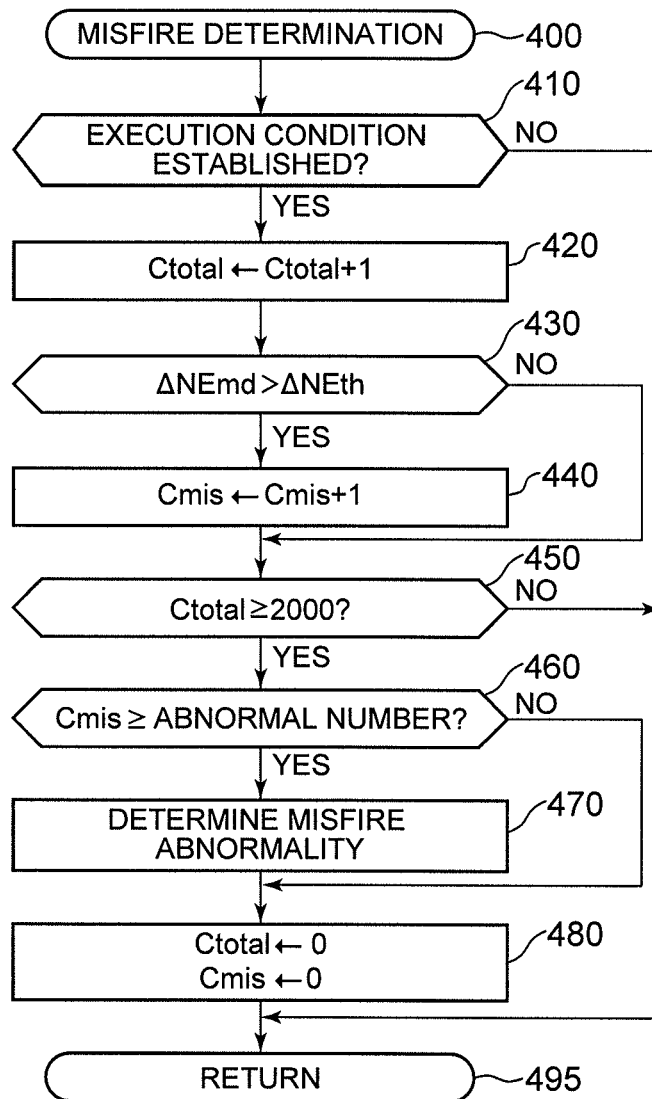 MISFIRE DETERMINATION
400
410
EXECUTION CONDITION
ESTABLISHED?
NO
YES
420
Ctotal ← Ctotal+1
430
ΔNEmd>ΔNEth
NO
YES
440
Cmis ← Cmis+1
450
Ctotal≥2000?
NO
YES
460
Cmis ≥ ABNORMAL NUMBER?
NO
YES
470
DETERMINE MISFIRE
ABNORMALITY
480
Ctotal ← 0
Cmis ← 0
RETURN
495